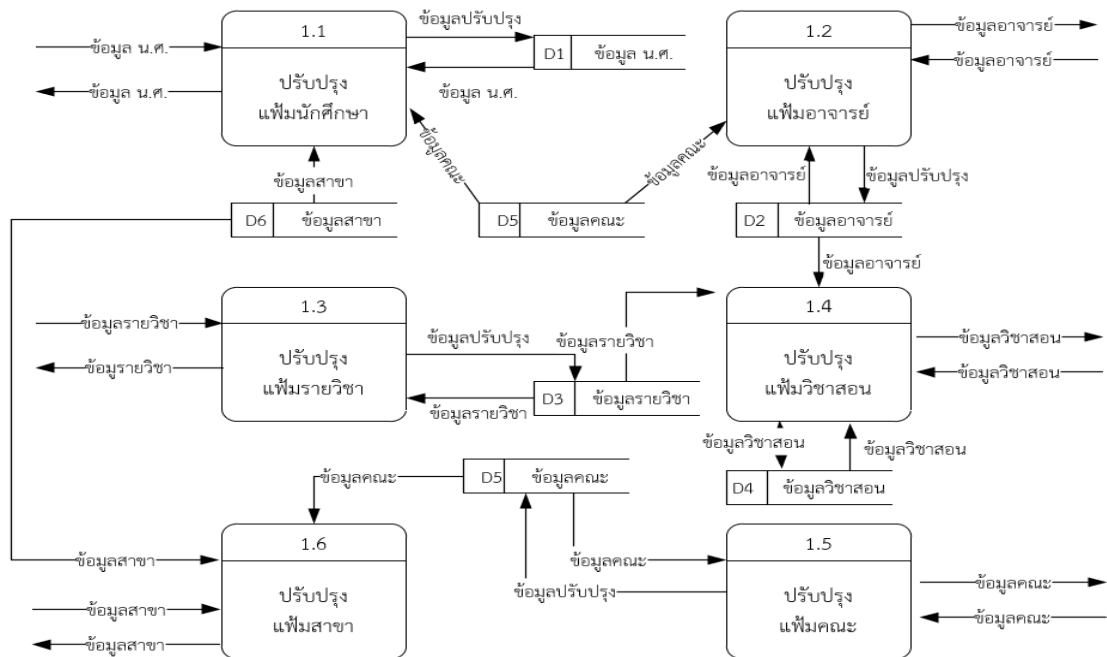 1.1
ปรับปรุง
แฟ้มนักศึกษา
ข้อมูล น.ศ.
ข้อมูล น.ศ.
ข้อมูลปรับปรุง
D1 ข้อมูล น.ศ.
ข้อมูล น.ศ.
1.2
ปรับปรุง
แฟ้มอาจารย์
ข้อมูลอาจารย์
ข้อมูลอาจารย์
ข้อมูลสาขา
ข้อมูลคณะ
ข้อมูลคณะ
ข้อมูลอาจารย์
ข้อมูลปรับปรุง
D6 ข้อมูลสาขา
D5 ข้อมูลคณะ
D2 ข้อมูลอาจารย์
ข้อมูลอาจารย์
1.3
ปรับปรุง
แฟ้มรายวิชา
ข้อมูลรายวิชา
ข้อมุรายวิชา
ข้อมูลปรับปรุง
ข้อมูลรายวิชา
D3 ข้อมูลรายวิชา
ข้อมูลรายวิชา
1.4
ปรับปรุง
แฟ้มวิชาสอน
ข้อมูลวิชาสอน
ข้อมูลวิชาสอน
ข้อมูลวิชาสอน
ข้อมูลวิชาสอน
D4 ข้อมูลวิชาสอน
ข้อมูลคณะ
D5 ข้อมูลคณะ
1.6
ปรับปรุง
แฟ้มสาขา
ข้อมูลสาขา
ข้อมูลสาขา
ข้อมูลสาขา
ข้อมูลคณะ
ข้อมูลปรับปรุง
1.5
ปรับปรุง
แฟ้มคณะ
ข้อมูลคณะ
ข้อมูลคณะ